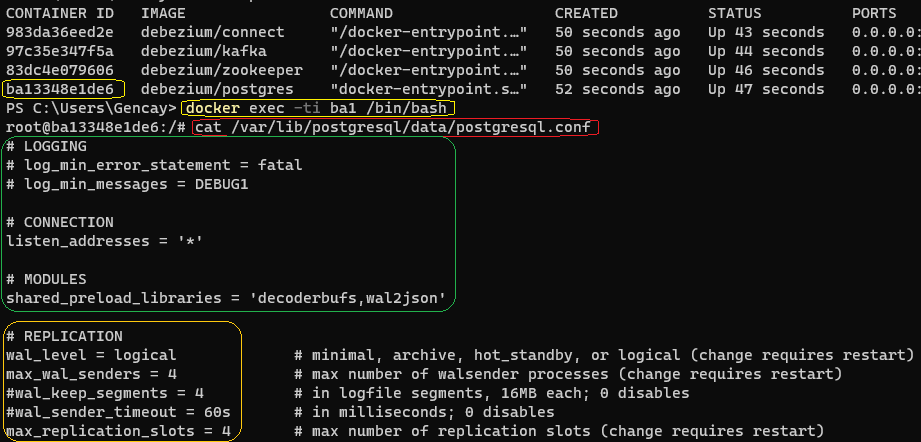 CONTAINER ID   IMAGE                COMMAND                  CREATED          STATUS          PORTS
983da36eed2e   debezium/connect     "/docker-entrypoint.…"   50 seconds ago   Up 43 seconds   0.0.0.0:
97c35e347f5a   debezium/kafka       "/docker-entrypoint.…"   50 seconds ago   Up 44 seconds   0.0.0.0:
83dc4e079606   debezium/zookeeper   "/docker-entrypoint.…"   50 seconds ago   Up 46 seconds   0.0.0.0:
ba13348e1de6   debezium/postgres    "docker-entrypoint.s…"   52 seconds ago   Up 47 seconds   0.0.0.0:
PS C:\Users\Gencay> docker exec -ti ba1 /bin/bash
root@ba13348e1de6:/# cat /var/lib/postgresql/data/postgresql.conf
# LOGGING
# log_min_error_statement = fatal
# log_min_messages = DEBUG1
# CONNECTION
listen_addresses = '*'
# MODULES
shared_preload_libraries = 'decoderbufs,wal2json'
# REPLICATION
wal_level = logical             # minimal, archive, hot_standby, or logical (change requires restart)
max_wal_senders = 4             # max number of walsender processes (change requires restart)
#wal_keep_segments = 4          # in logfile segments, 16MB each; 0 disables
#wal_sender_timeout = 60s       # in milliseconds; 0 disables
max_replication_slots = 4       # max number of replication slots (change requires restart)